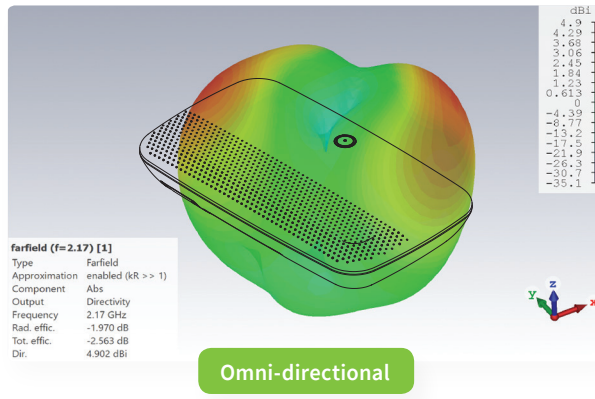 dBi
4.9
4.29
3.68
3.06
2.45
1.84
1.23
0.613
0
-4.39
-8.77
-13.2
-17.5
-21.9
-26.3
-30.7
-35.1
farfield (f=2.17) [1]
Type Farfield
Approximation enabled (kR >> 1)
Component Abs
Output Directivity
Frequency 2.17 GHz
Rad. effic. -1.970 dB
Tot. effic. -2.563 dB
Dir. 4.902 dBi
Y z x
Omni-directional